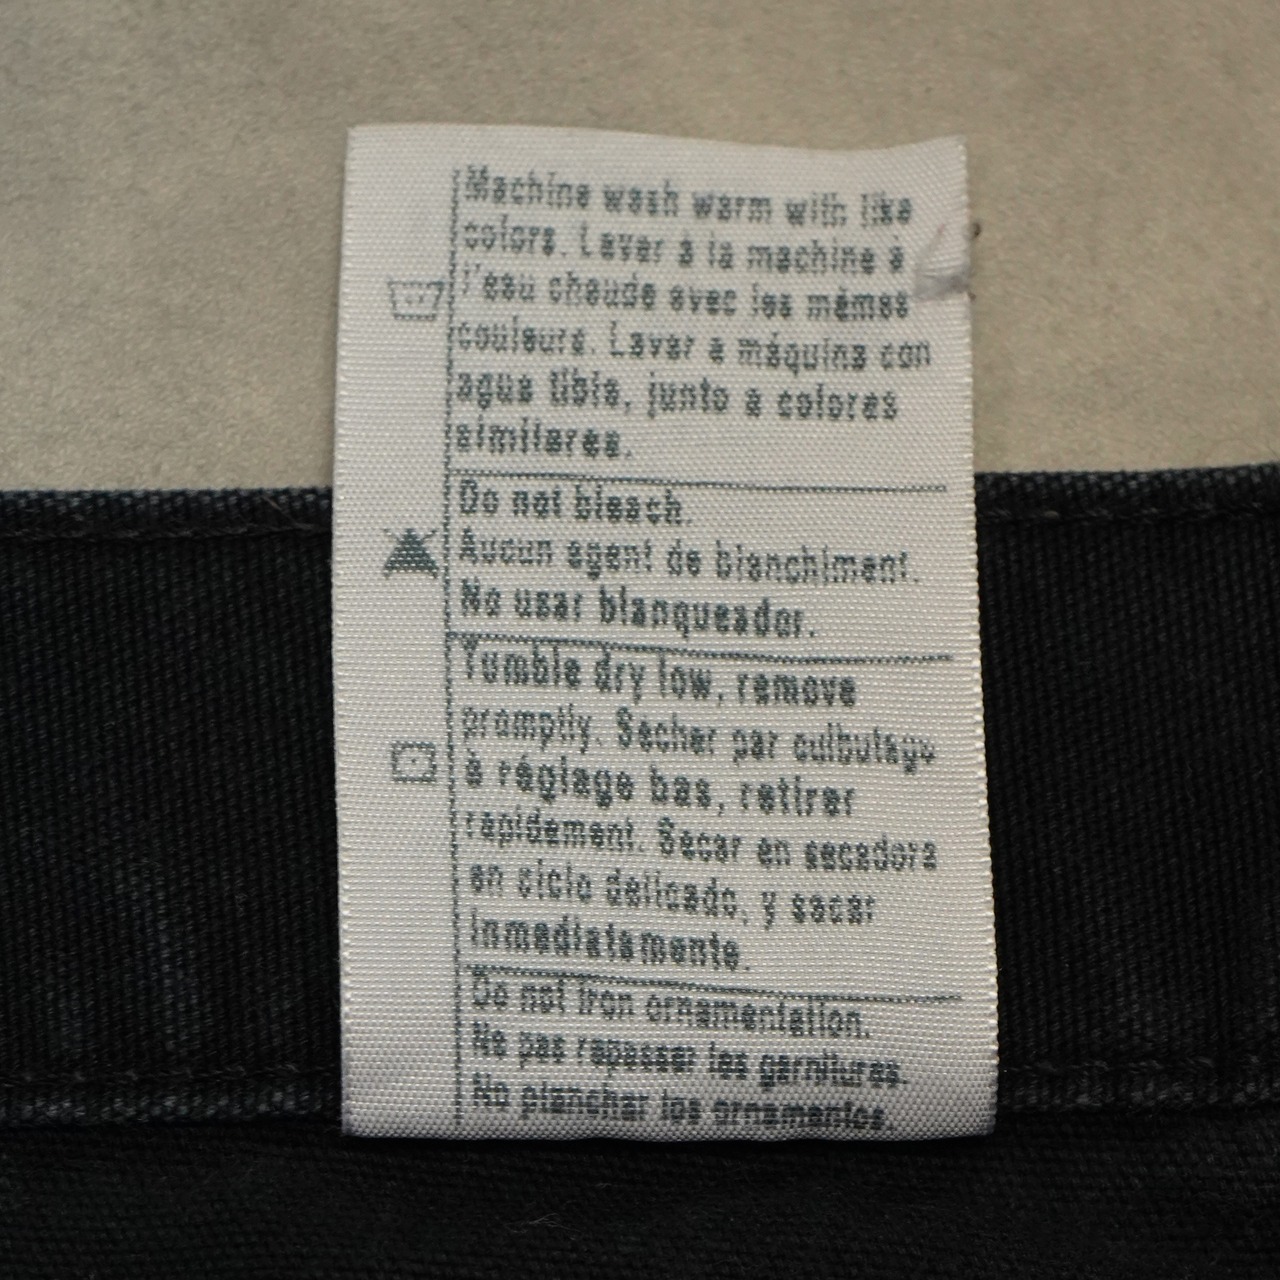 Machine wash warm with like
colors. Laver à la machine à
l'eau chaude avec les mêmes
couleurs. Lavar a máquina con
agua tibia, junto a colores
similares.
Do not bleach.
Aucun agent de blanchiment.
No usar blanqueador.
Tumble dry low, remove
promptly. Sécher par culbutage
à réglage bas, retirer
rapidement. Secar en secadora
en ciclo delicado, y sacar
inmediatamente.
Do not iron ornamentation.
Ne pas repasser les garnitures.
No planchar los ornamentos.